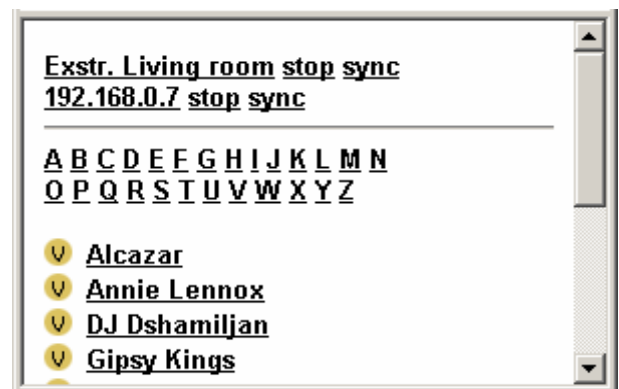 Exstr. Living room stop sync
192.168.0.7 stop sync
A B C D E F G H I J K L M N
O P Q R S T U V W X Y Z
V Alcazar
V Annie Lennox
V DJ Dshamiljan
V Gipsy Kings